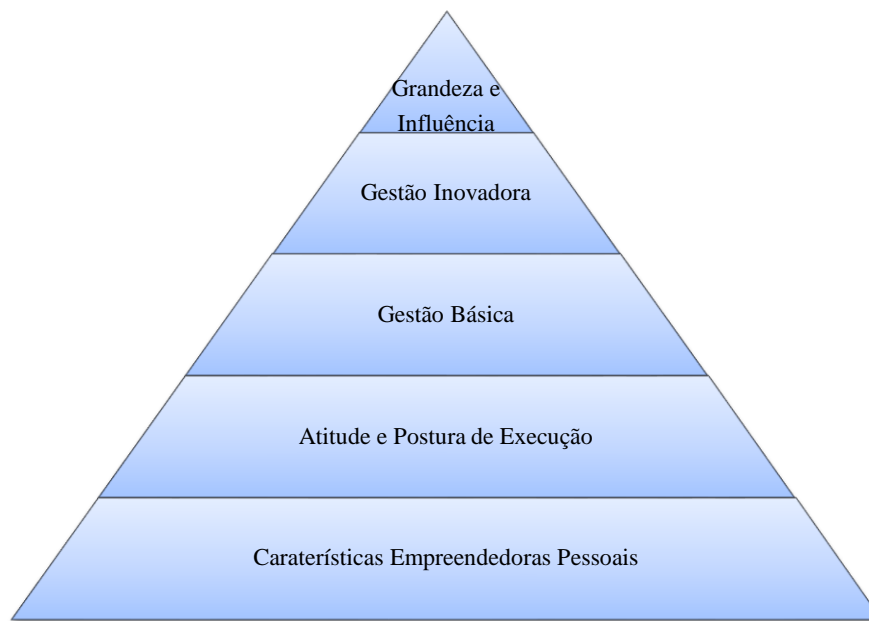 Grandeza e
Influência
Gestão Inovadora
Gestão Básica
Atitude e Postura de Execução
Caraterísticas Empreendedoras Pessoais